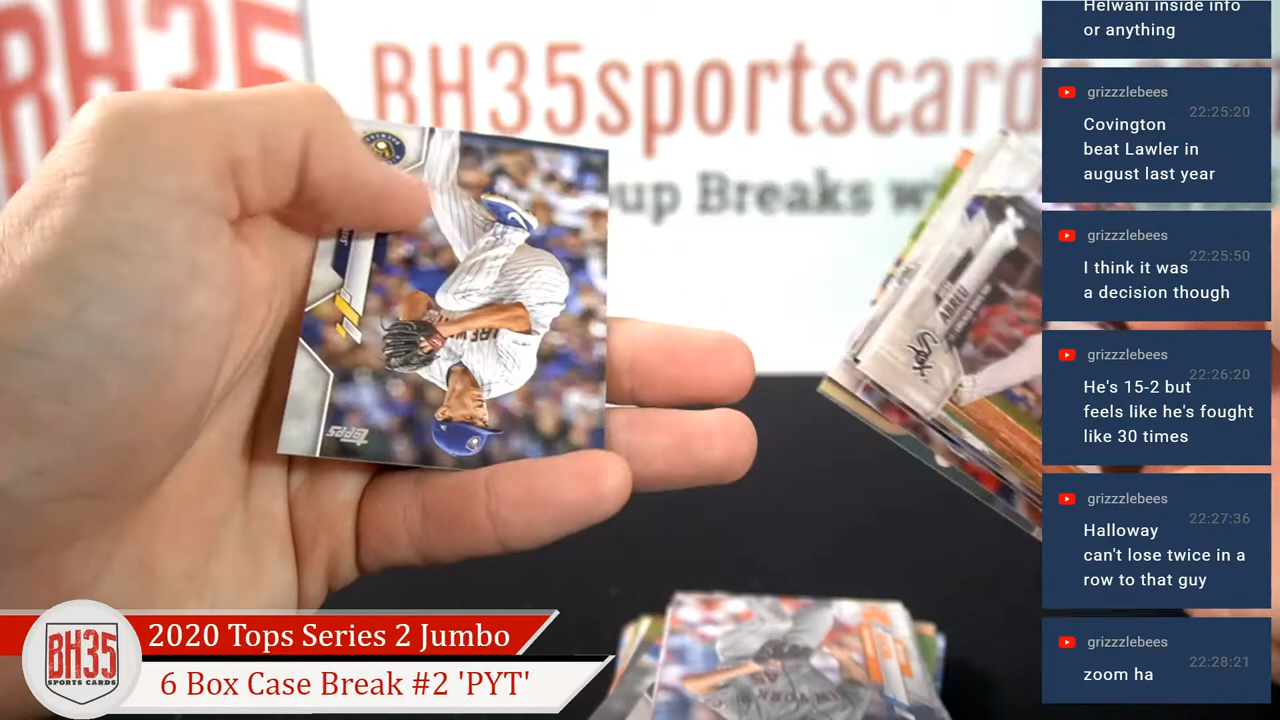 Helwani inside info
or anything
BH35sportscard
oup Breaks w
grizzzlebees
22:25:20
Covington
beat Lawler in
august last year
grizzzlebees
22:25:50
I think it was
a decision though
grizzzlebees
22:26:20
He's 15-2 but
feels like he's fought
like 30 times
grizzzlebees
22:27:36
Halloway
can't lose twice in a
row to that guy
grizzzlebees
22:28:21
zoom ha
ABREU
Sox
topps
BH35
SPORTS CARDS
2020 Tops Series 2 Jumbo
6 Box Case Break #2 'PYT'